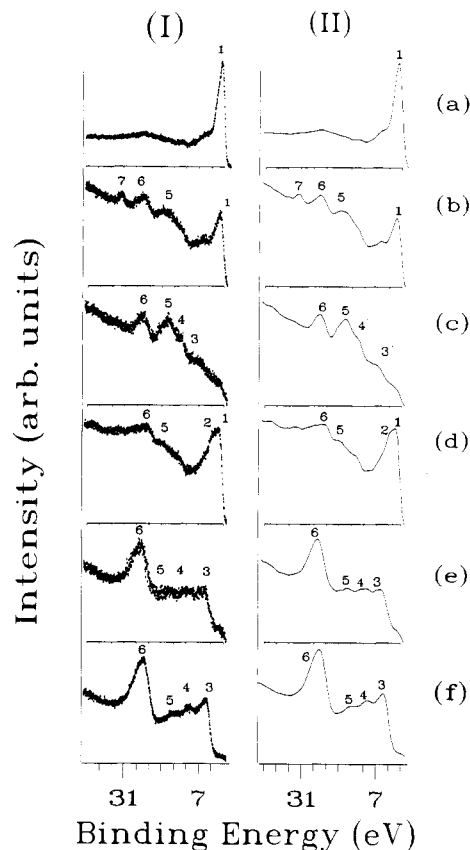 (I) (II)
1 1
(a)
7 6 5 1 7 6 5 1
(b)
6 5 4 3 6 5 4 3
(c)
6 5 2 1 6 5 2 1
(d)
6 5 4 3 6 5 4 3
(e)
6 5 4 3 6 5 4 3
(f)
31 7 31 7
Binding Energy (eV)
Intensity (arb. units)